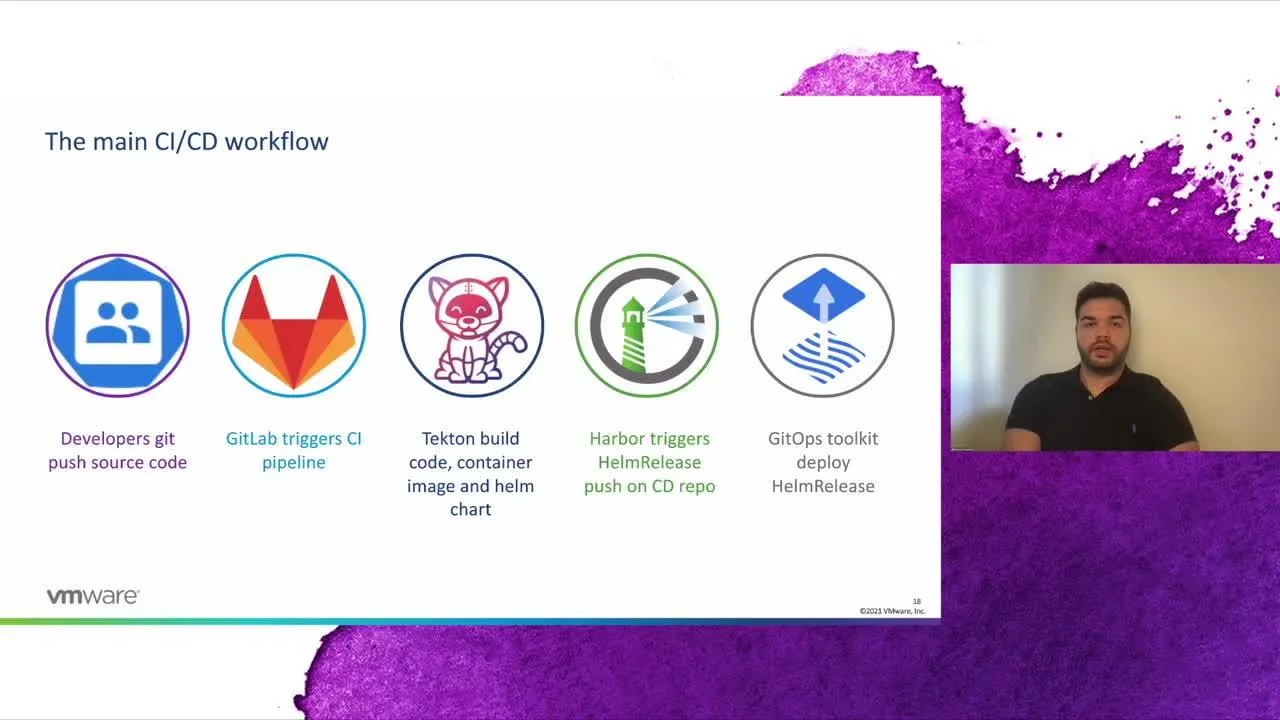 The main CI/CD workflow
Developers git
push source code
GitLab triggers CI
pipeline
Tekton build
code, container
image and helm
chart
Harbor triggers
HelmRelease
push on CD repo
GitOps toolkit
deploy
HelmRelease
vmware
18
©2021 VMware, Inc.